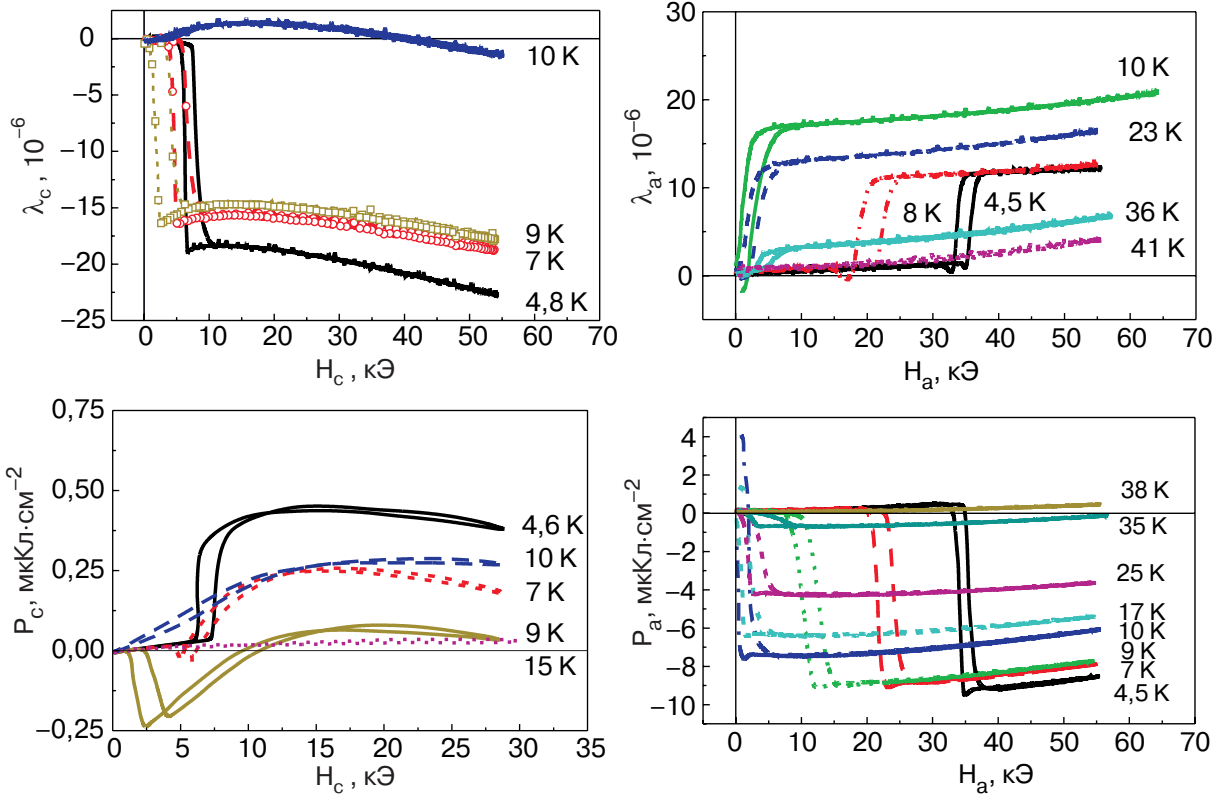 0
−5
−10
−15
−20
−25
λc , 10−6
10 K
9 K
7 K
4,8 K
0 10 20 30 40 50 60 70
Hc , кЭ
30
20
10
0
λa, 10−6
10 K
23 K
8 K
4,5 K
36 K
41 K
0 10 20 30 40 50 60 70
Ha, кЭ
0,75
0,50
0,25
0,00
−0,25
Pc, мкКл·см−2
4,6 K
10 K
7 K
9 K
15 K
0 5 10 15 20 25 30 35
Hc , кЭ
4
2
0
−2
−4
−6
−8
−10
Pa, мкКл·см−2
38 K
35 K
25 K
17 K
10 K
9 K
7 K
4,5 K
0 10 20 30 40 50 60 70
Ha, кЭ